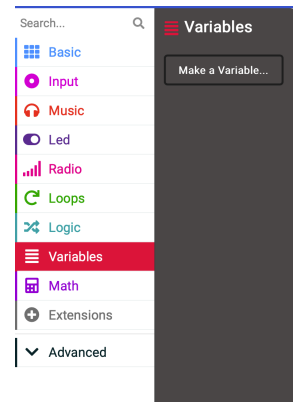 Search...
Basic
Input
Music
Led
Radio
Loops
Logic
Variables
Math
Extensions
Advanced
Variables
Make a Variable...